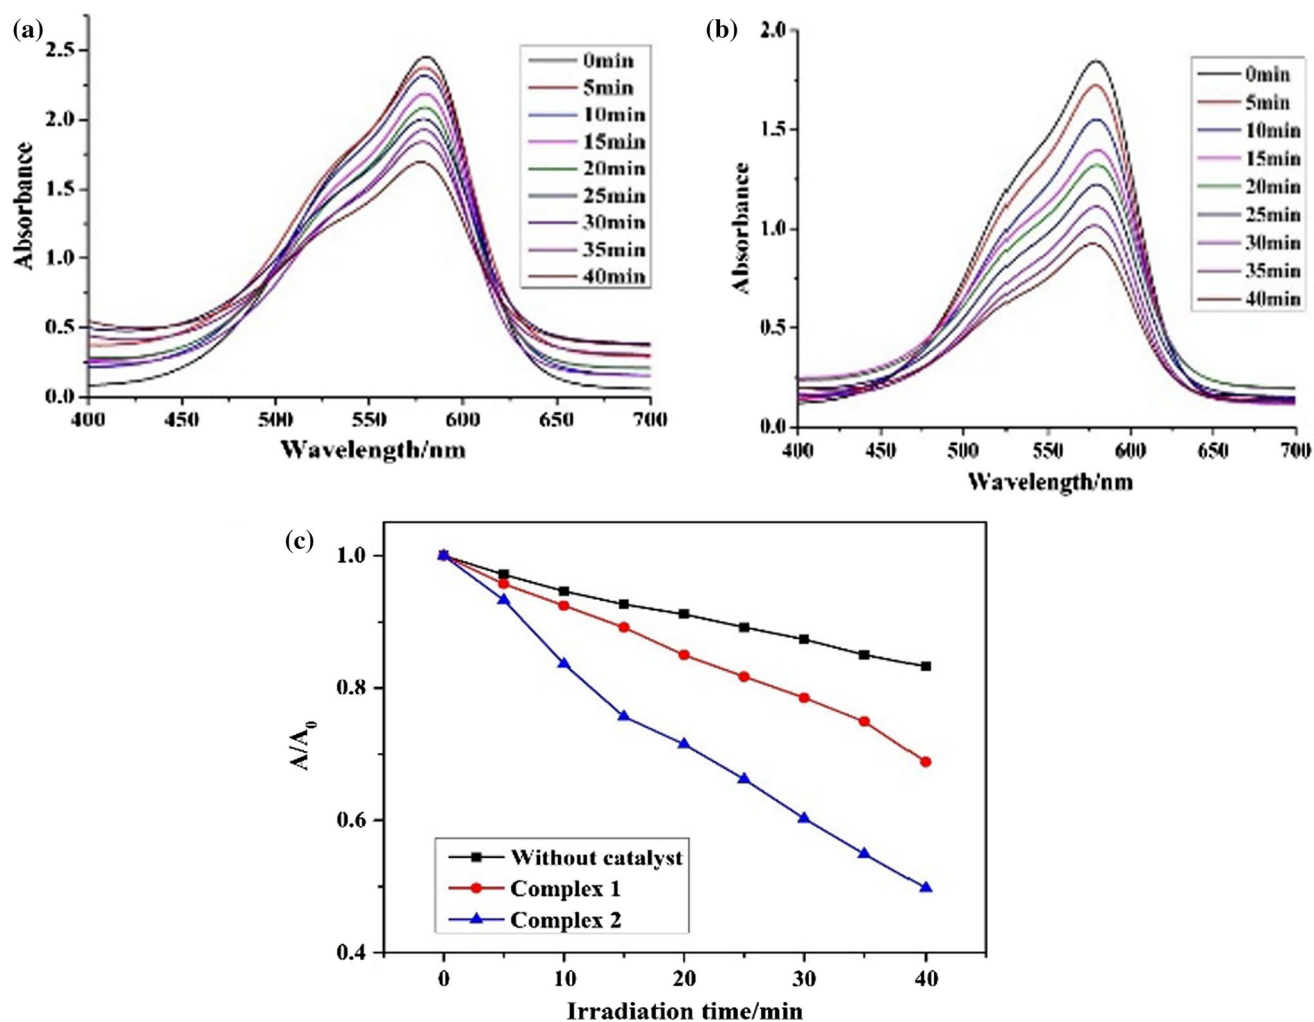 (a)
Absorbance
2.5
2.0
1.5
1.0
0.5
0.0
400 450 500 550 600 650 700
Wavelength/nm
0min
5min
10min
15min
20min
25min
30min
35min
40min
(b)
Absorbance
2.0
1.5
1.0
0.5
0.0
400 450 500 550 600 650 700
Wavelength/nm
0min
5min
10min
15min
20min
25min
30min
35min
40min
(c)
A/A0
1.0
0.8
0.6
0.4
0 10 20 30 40
Irradiation time/min
Without catalyst
Complex 1
Complex 2